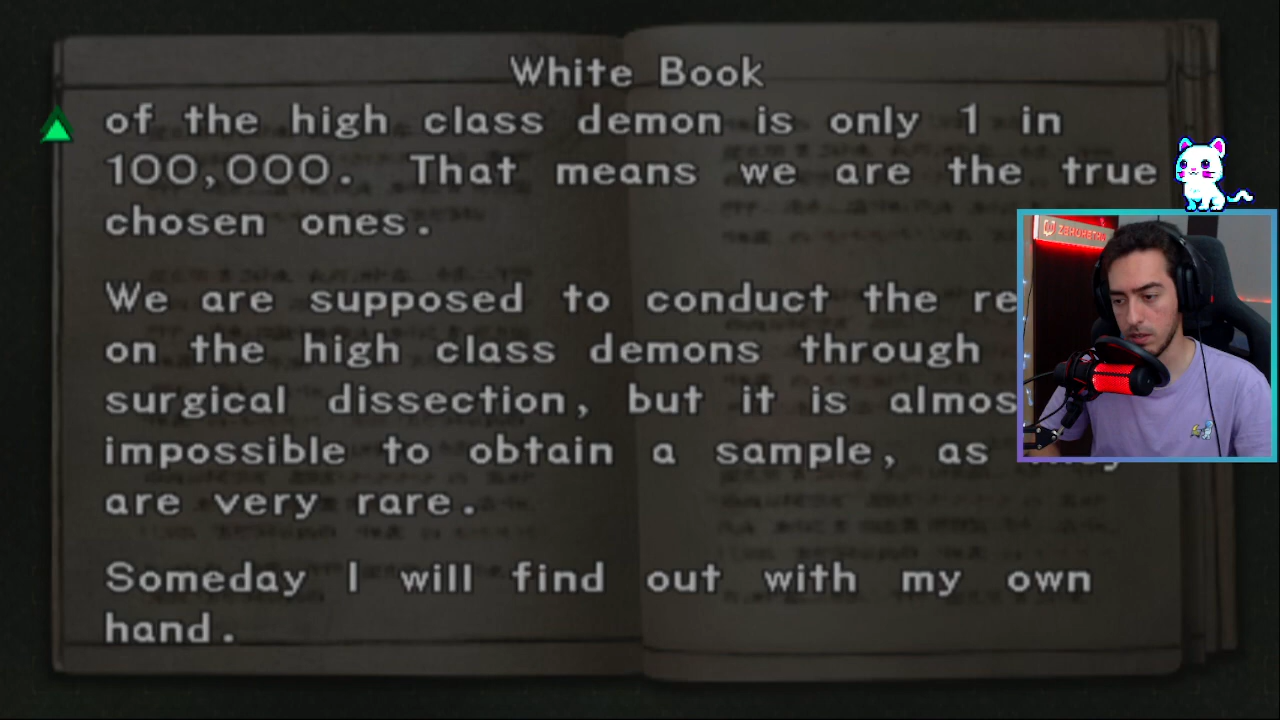 White Book
of the high class demon is only 1 in
100,000. That means we are the true
chosen ones.
We are supposed to conduct the
on the high class demons through
surgical dissection, but it is
impossible to obtain a sample, as
are very rare.
Someday I will find out with my own
hand.